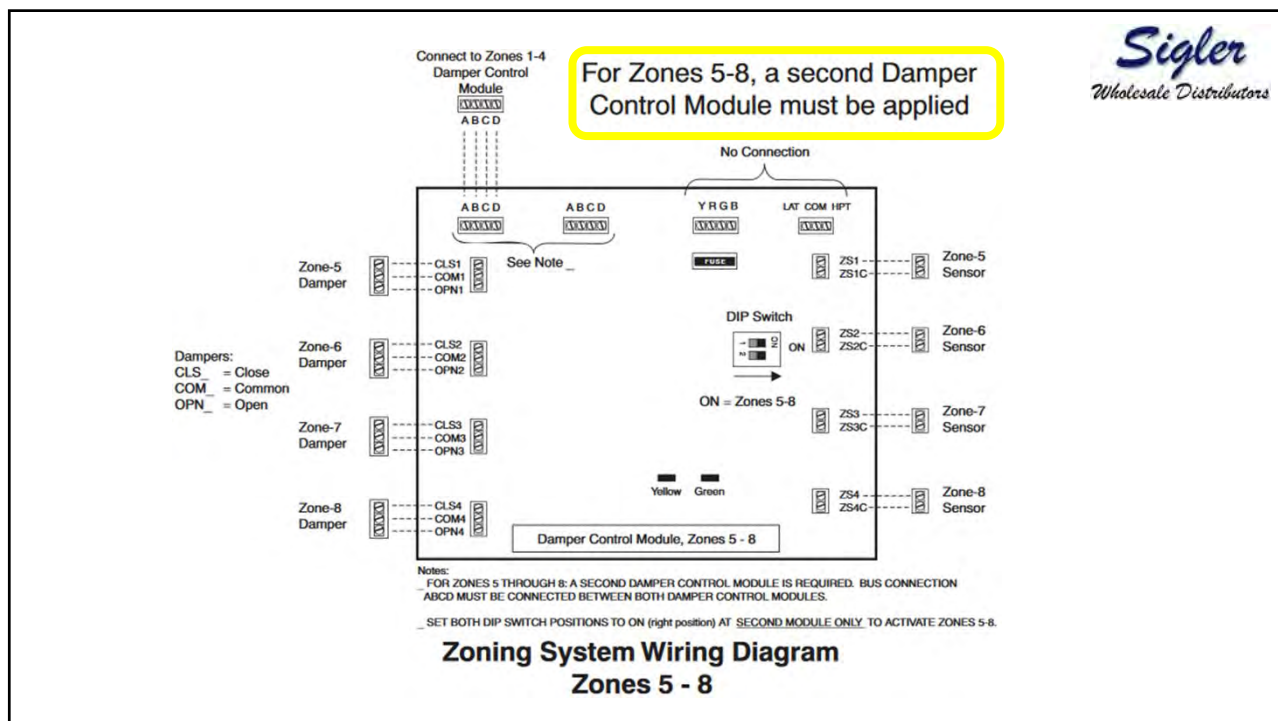 Sigler
Wholesale Distributors
Connect to Zones 1-4
Damper Control
Module
A B C D
For Zones 5-8, a second Damper
Control Module must be applied
No Connection
A B C D
A B C D
Y R G B
LAT COM HPT
FUSE
See Note _
Zone-5
Damper
CLS1
COM1
OPN1
Zone-6
Damper
CLS2
COM2
OPN2
Zone-7
Damper
CLS3
COM3
OPN3
Zone-8
Damper
CLS4
COM4
OPN4
Dampers:
CLS_ = Close
COM_ = Common
OPN_ = Open
DIP Switch
1
2
ON
ON
ON = Zones 5-8
ZS1
ZS1C
Zone-5
Sensor
ZS2
ZS2C
Zone-6
Sensor
ZS3
ZS3C
Zone-7
Sensor
ZS4
ZS4C
Zone-8
Sensor
Yellow Green
Damper Control Module, Zones 5 - 8
Notes:
_ FOR ZONES 5 THROUGH 8: A SECOND DAMPER CONTROL MODULE IS REQUIRED. BUS CONNECTION
ABCD MUST BE CONNECTED BETWEEN BOTH DAMPER CONTROL MODULES.
_ SET BOTH DIP SWITCH POSITIONS TO ON (right position) AT SECOND MODULE ONLY TO ACTIVATE ZONES 5-8.
Zoning System Wiring Diagram
Zones 5 - 8